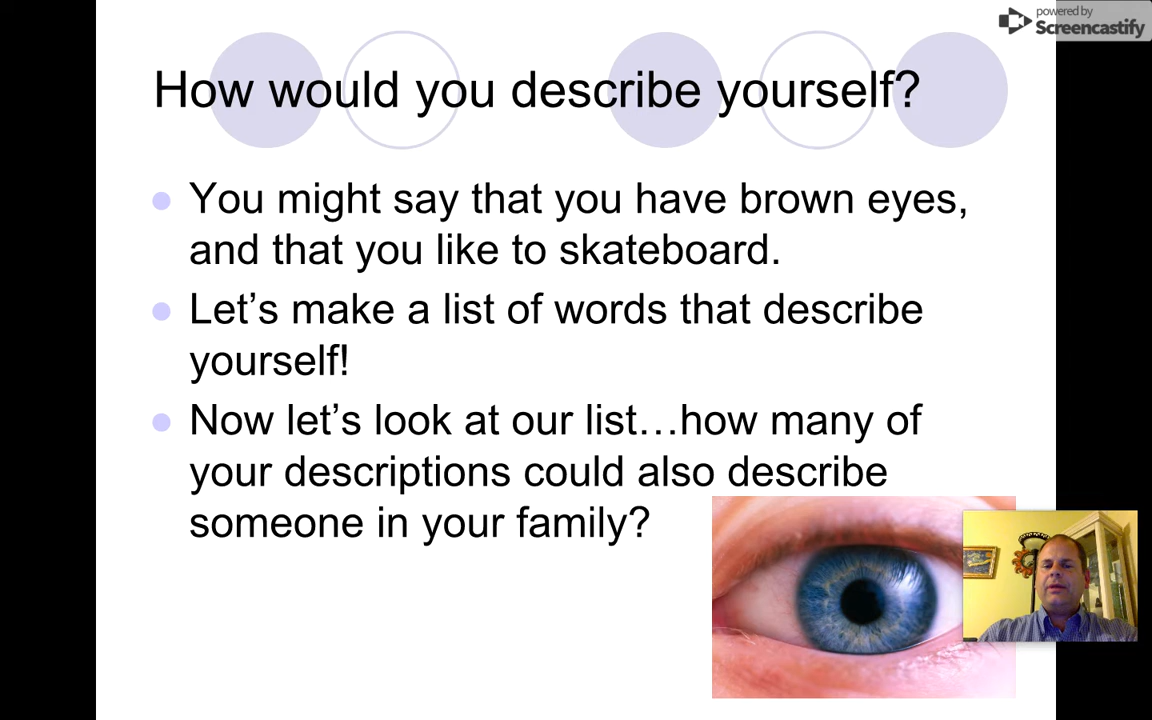 powered by
Screencastify
How would you describe yourself?
You might say that you have brown eyes,
and that you like to skateboard.
Let’s make a list of words that describe
yourself!
Now let’s look at our list…how many of
your descriptions could also describe
someone in your family?